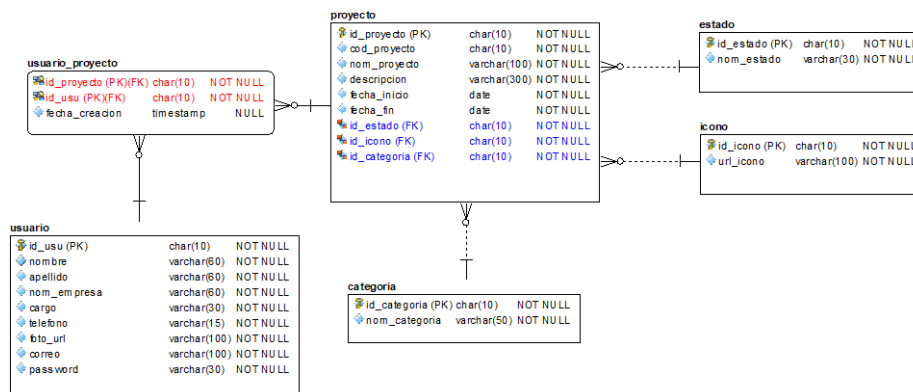 proyecto
id_proyecto (PK) char(10) NOT NULL
cod_proyecto char(10) NOT NULL
nom_proyecto varchar(100) NOT NULL
descripcion varchar(300) NOT NULL
fecha_inicio date NOT NULL
fecha_fin date NOT NULL
id_estado (FK) char(10) NOT NULL
id_icono (FK) char(10) NOT NULL
id_categoria (FK) char(10) NOT NULL
estado
id_estado (PK) char(10) NOT NULL
nom_estado varchar(30) NOT NULL
usuario_proyecto
id_proyecto (PK)(FK) char(10) NOT NULL
id_usu (PK)(FK) char(10) NOT NULL
fecha_creacion timestamp NULL
icono
id_icono (PK) char(10) NOT NULL
url_icono varchar(100) NOT NULL
usuario
id_usu (PK) char(10) NOT NULL
nombre varchar(60) NOT NULL
apellido varchar(60) NOT NULL
nom_empresa varchar(60) NOT NULL
cargo varchar(30) NOT NULL
telefono varchar(15) NOT NULL
foto_url varchar(100) NOT NULL
correo varchar(100) NOT NULL
password varchar(30) NOT NULL
categoria
id_categoria (PK) char(10) NOT NULL
nom_categoria varchar(50) NOT NULL